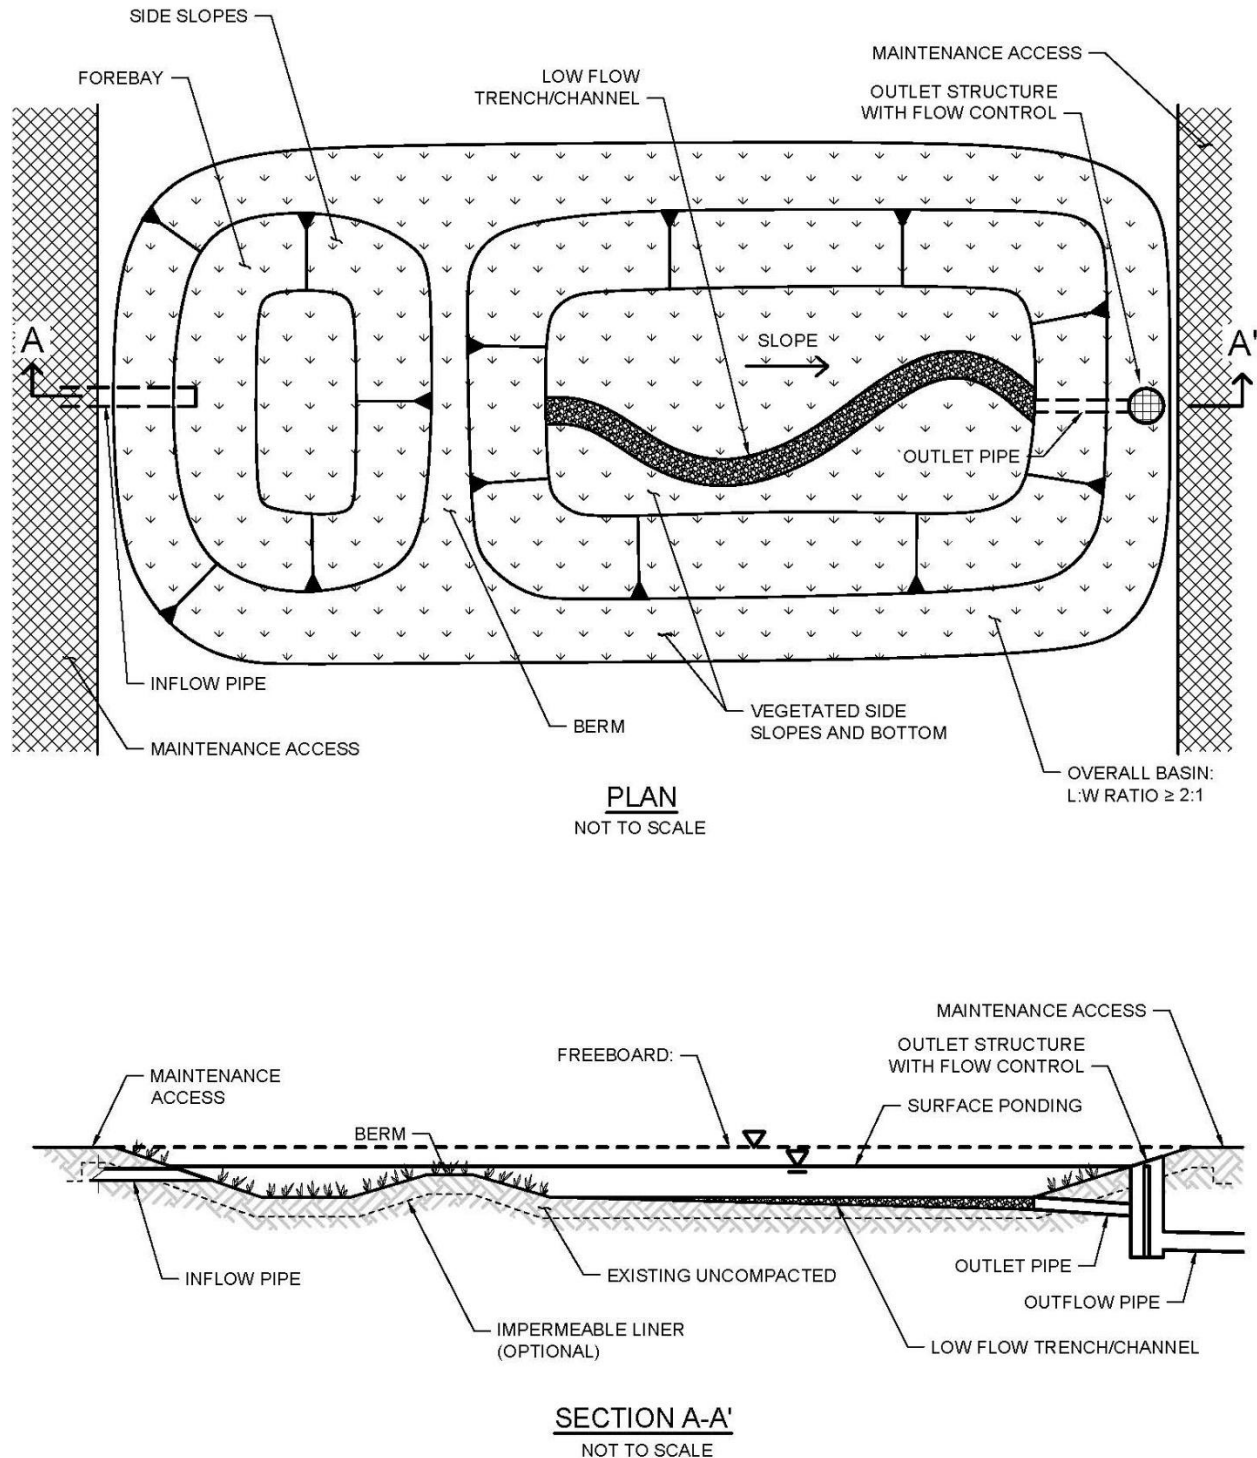 SIDE SLOPES
FOREBAY
LOW FLOW
TRENCH/CHANNEL
MAINTENANCE ACCESS
OUTLET STRUCTURE
WITH FLOW CONTROL
A
A'
SLOPE
OUTLET PIPE
INFLOW PIPE
MAINTENANCE ACCESS
BERM
VEGETATED SIDE
SLOPES AND BOTTOM
OVERALL BASIN:
L:W RATIO ≥ 2:1
PLAN
NOT TO SCALE
MAINTENANCE ACCESS
OUTLET STRUCTURE
WITH FLOW CONTROL
FREEBOARD:
MAINTENANCE
ACCESS
SURFACE PONDING
BERM
INFLOW PIPE
EXISTING UNCOMPACTED
OUTLET PIPE
OUTFLOW PIPE
IMPERMEABLE LINER
(OPTIONAL)
LOW FLOW TRENCH/CHANNEL
SECTION A-A'
NOT TO SCALE